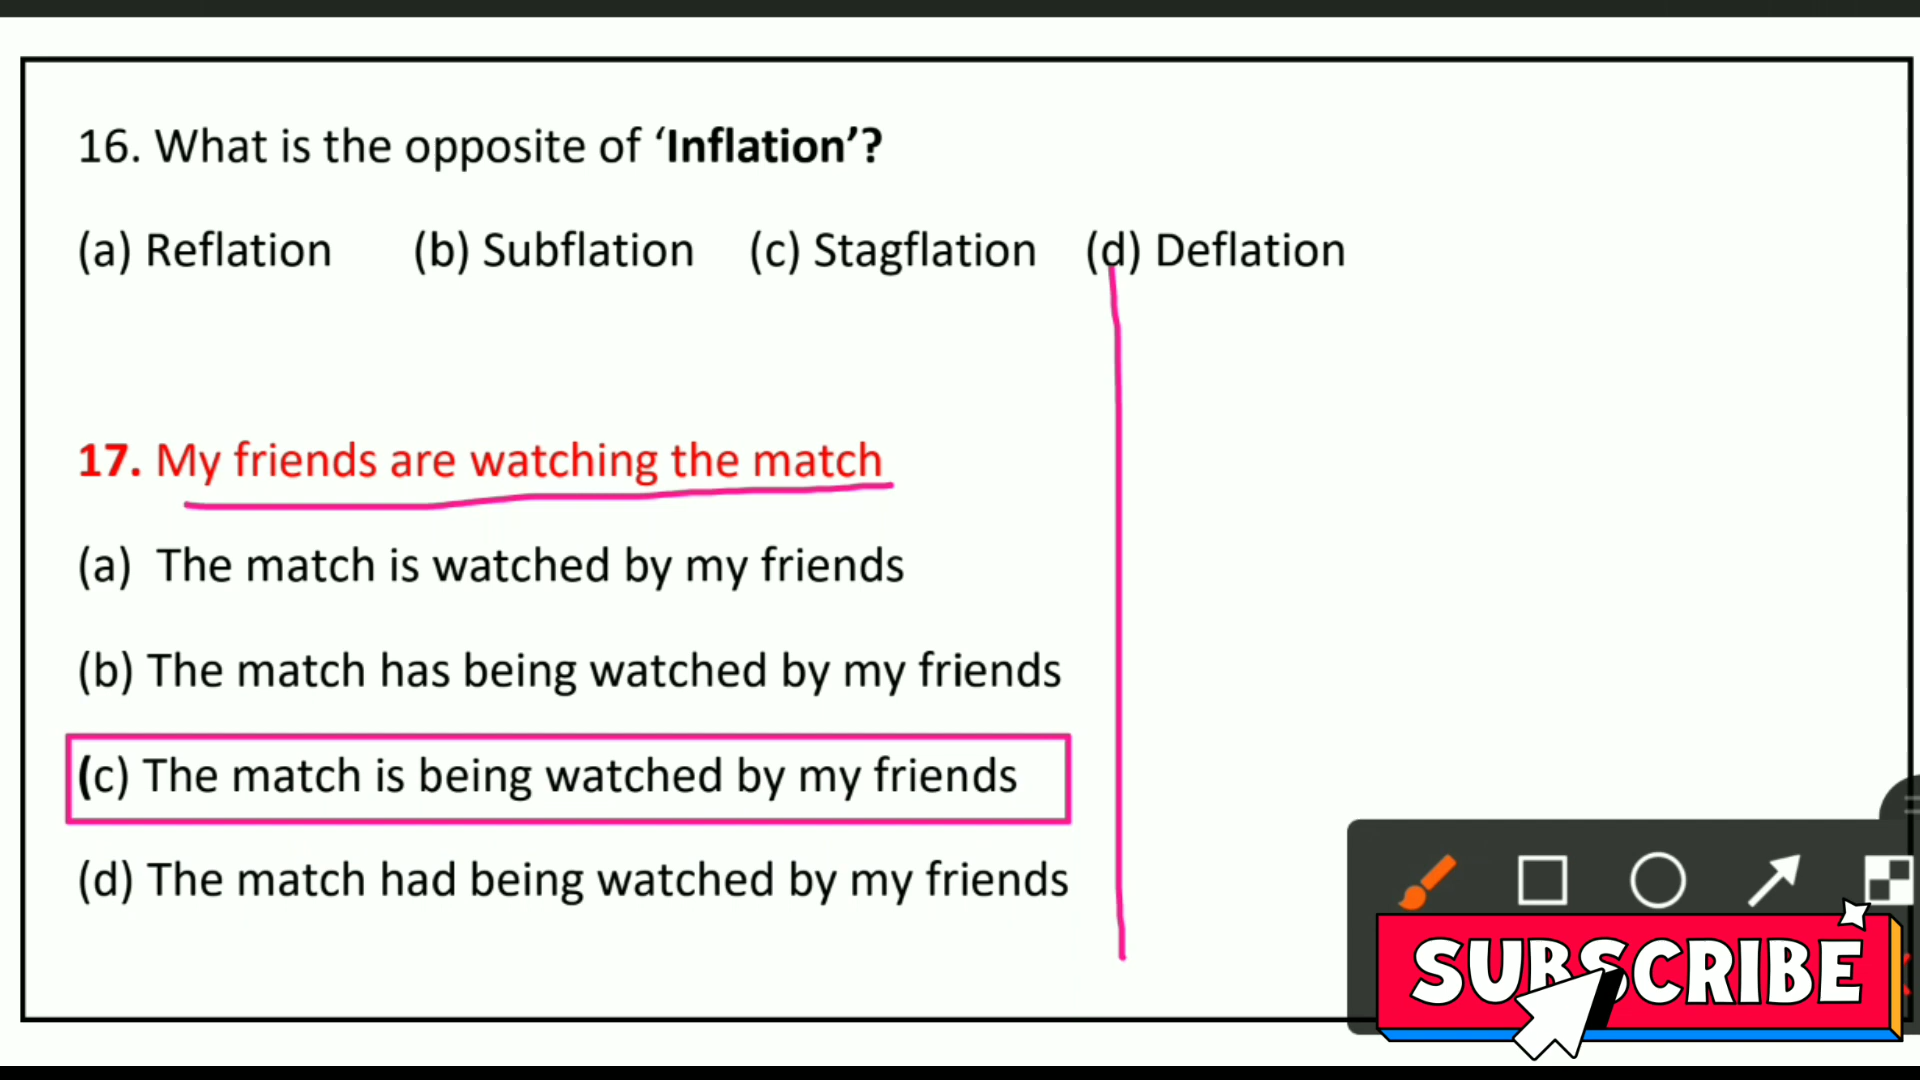 16. What is the opposite of ‘Inflation’?
(a) Reflation (b) Subflation (c) Stagflation (d) Deflation
17. My friends are watching the match
(a) The match is watched by my friends
(b) The match has being watched by my friends
(c) The match is being watched by my friends
(d) The match had being watched by my friends
SUBSCRIBE